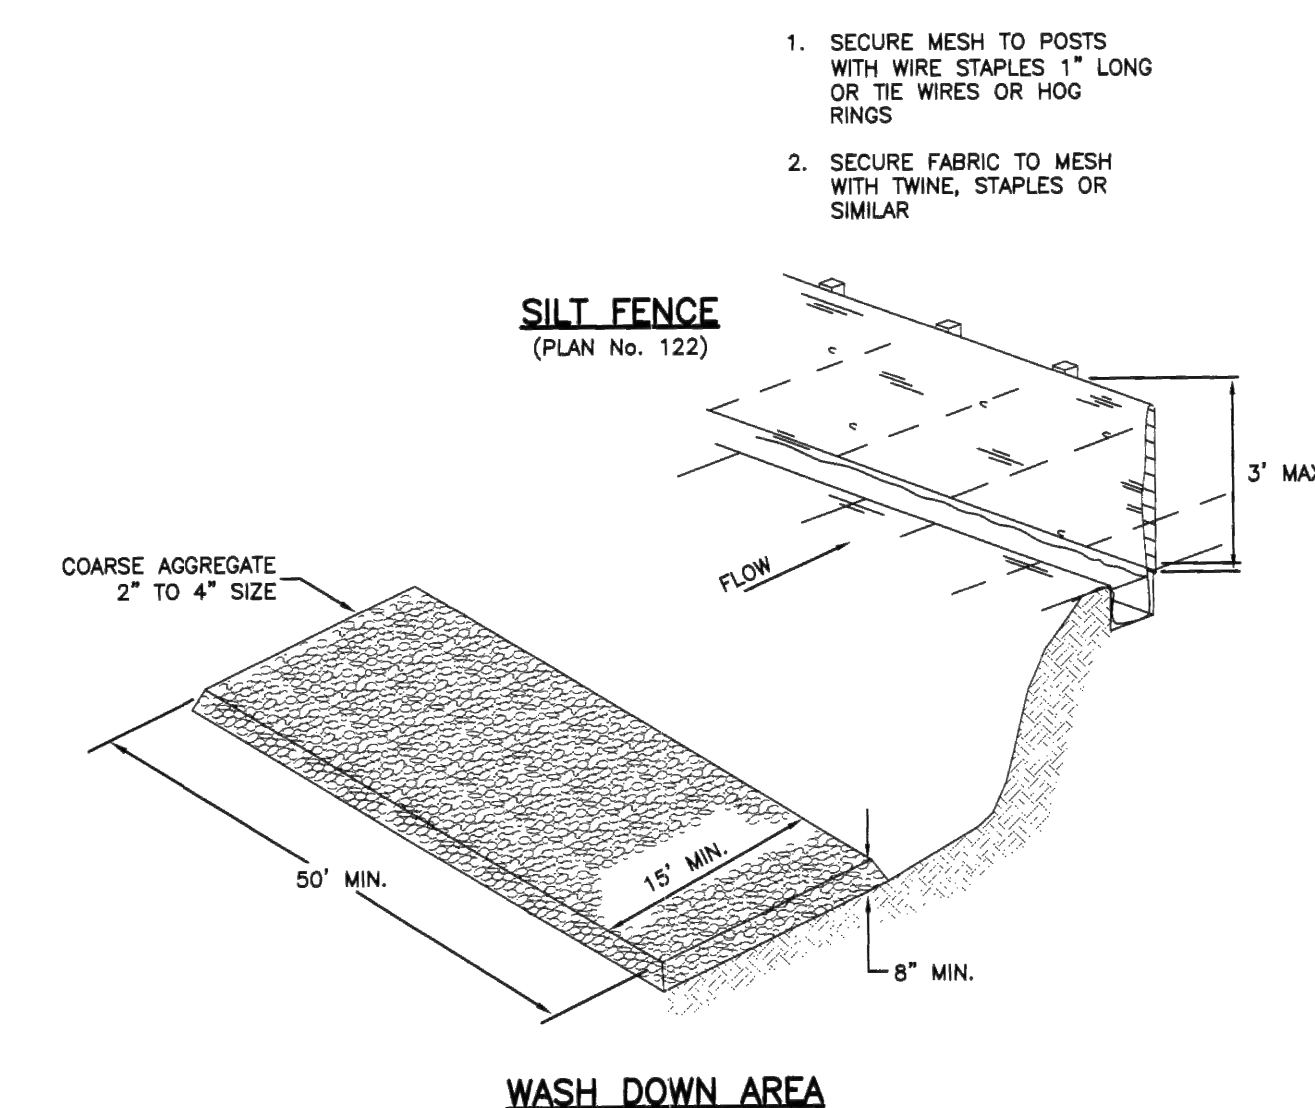 1. SECURE MESH TO POSTS
WITH WIRE STAPLES 1" LONG
OR TIE WIRES OR HOG
RINGS
2. SECURE FABRIC TO MESH
WITH TWINE, STAPLES OR
SIMILAR
SILT FENCE
(PLAN No. 122)
3' MAX
FLOW
COARSE AGGREGATE
2" TO 4" SIZE
50' MIN.
15' MIN.
8" MIN.
WASH DOWN AREA